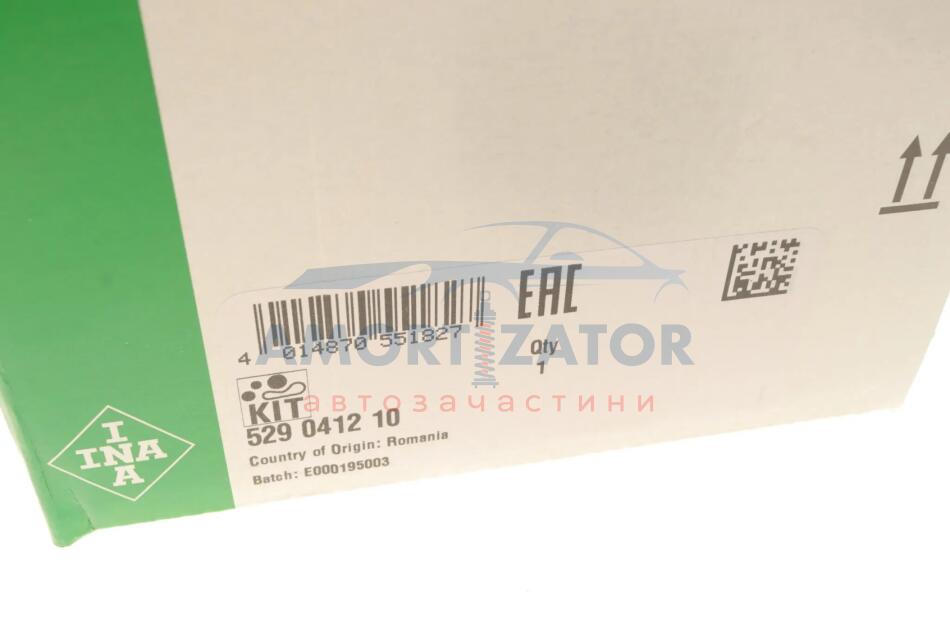 EAC
4 014870 551827
AMORTIZATOR
автозачастини
Qty
1
KIT
529 0412 10
Country of Origin: Romania
Batch: E000195003
I
INA
A